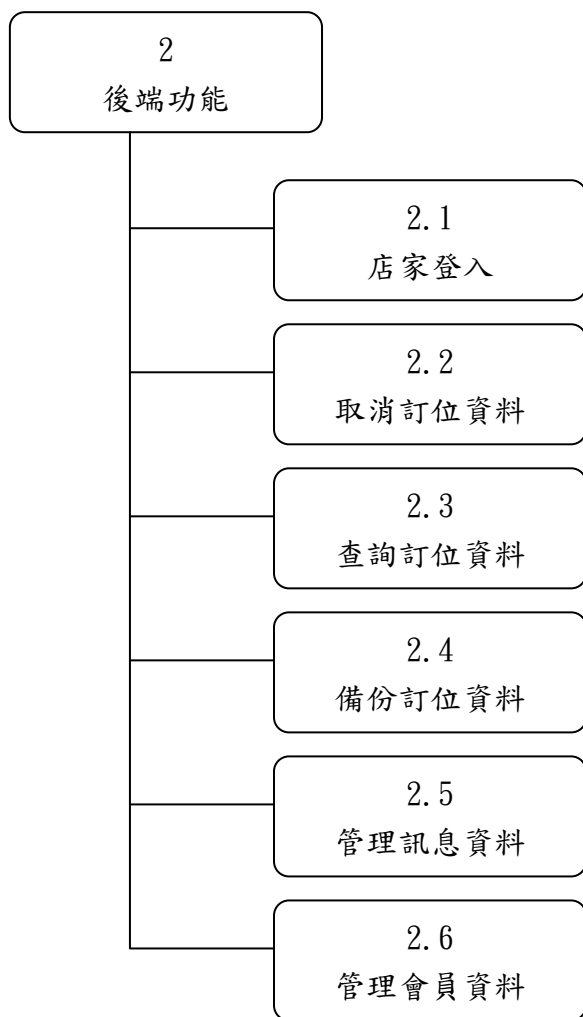 2
後端功能
2.1
店家登入
2.2
取消訂位資料
2.3
查詢訂位資料
2.4
備份訂位資料
2.5
管理訊息資料
2.6
管理會員資料